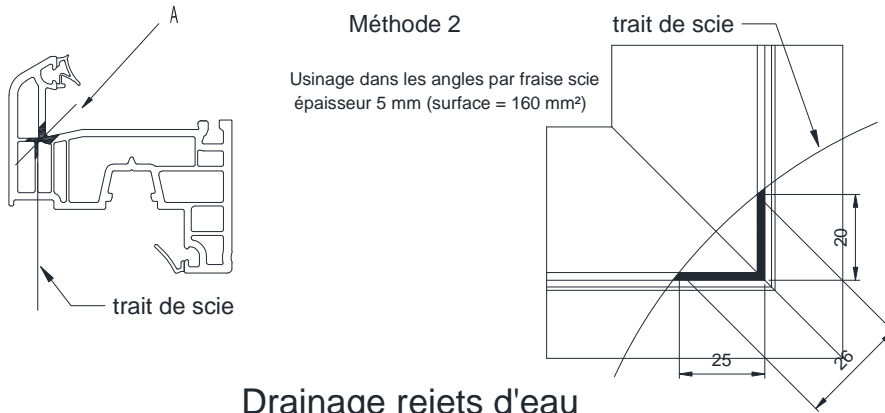 A
Méthode 2
trait de scie
Usinage dans les angles par fraise scie
épaisseur 5 mm (surface = 160 mm²)
20
trait de scie
25
26
Drainage rejets d'eau